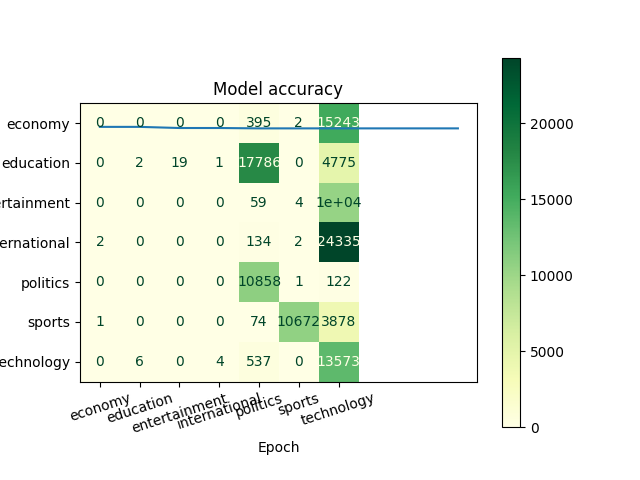 Model accuracy
economy 0 0 0 0 395 2 15243
education 0 2 19 1 17786 0 4775
ertainment 0 0 0 0 59 4 1e+04
ernational 2 0 0 0 134 2 24335
politics 0 0 0 0 10858 1 122
sports 1 0 0 0 74 10672 3878
echnology 0 6 0 4 537 0 13573
economy education entertainment international politics sports technology
Epoch
20000
15000
10000
5000
0